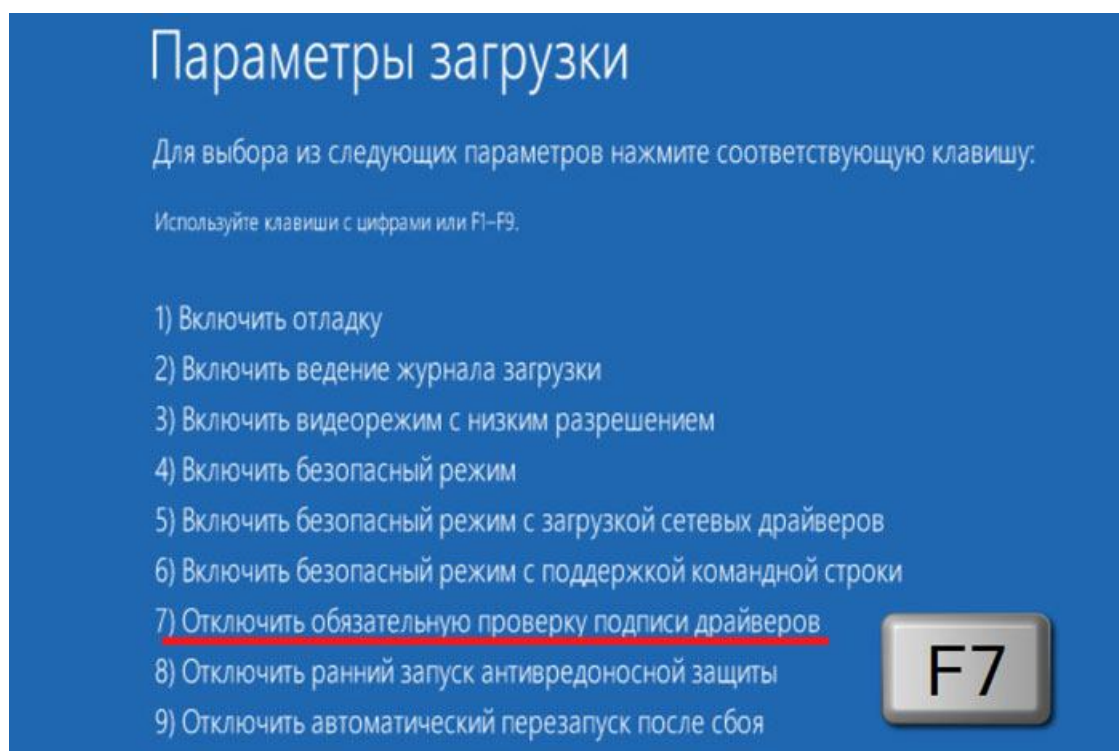 Параметры загрузки
Для выбора из следующих параметров нажмите соответствующую клавишу:
Используйте клавиши с цифрами или F1–F9.
1) Включить отладку
2) Включить ведение журнала загрузки
3) Включить видеорежим с низким разрешением
4) Включить безопасный режим
5) Включить безопасный режим с загрузкой сетевых драйверов
6) Включить безопасный режим с поддержкой командной строки
7) Отключить обязательную проверку подписи драйверов
8) Отключить ранний запуск антивредоносной защиты
9) Отключить автоматический перезапуск после сбоя
F7